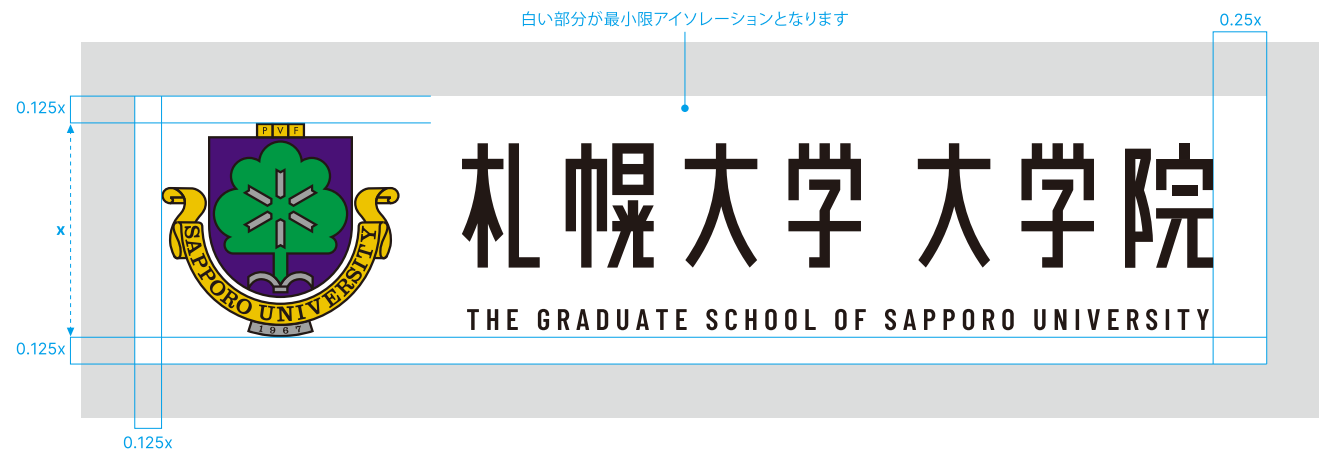 白い部分が最小限アイソレーションとなります
0.25x
0.125x
P V F
札幌大学 大学院
x
SAPPORO UNIVERSITY
1967
THE GRADUATE SCHOOL OF SAPPORO UNIVERSITY
0.125x
0.125x